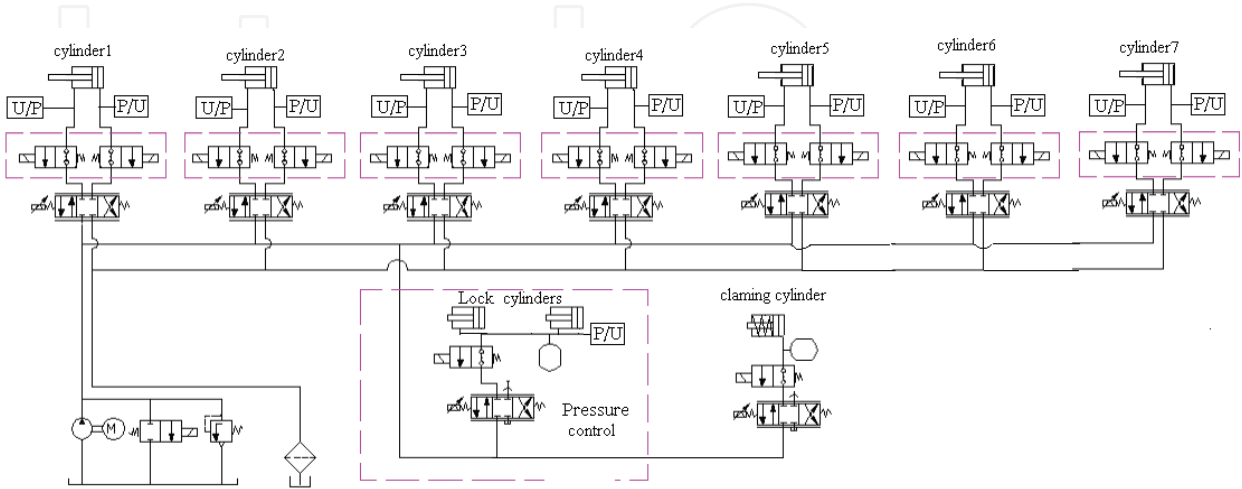 cylinder1
cylinder2
cylinder3
cylinder4
cylinder5
cylinder6
cylinder7
U/P
P/U
U/P
P/U
U/P
P/U
U/P
P/U
U/P
P/U
U/P
P/U
U/P
P/U
Lock cylinders
claming cylinder
P/U
Pressure
control
M